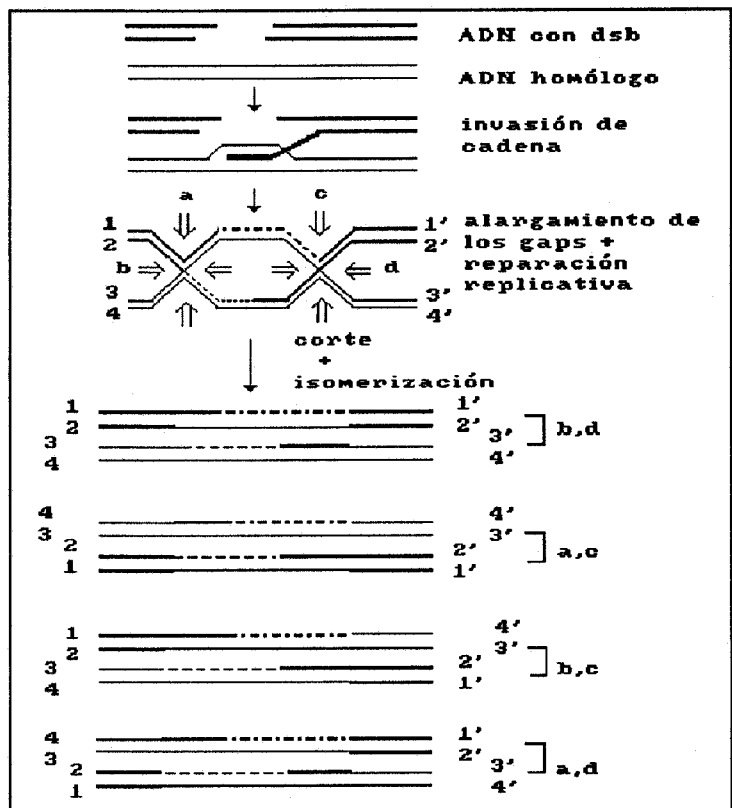 ADN con dsb
ADN homólogo
invasión de
cadena
a c
1 1' alargamiento de
2 2' los gaps +
b d reparación
3 3' replicativa
4 4'
corte
+
isomerización
1 1'
2 2'
3 3' b,d
4 4'
4 4'
3 3'
a,c
2 2'
1 1'
1 4'
2 3'
b,c
3 2'
4 1'
4 1'
3 2'
a,d
2 3'
1 4'